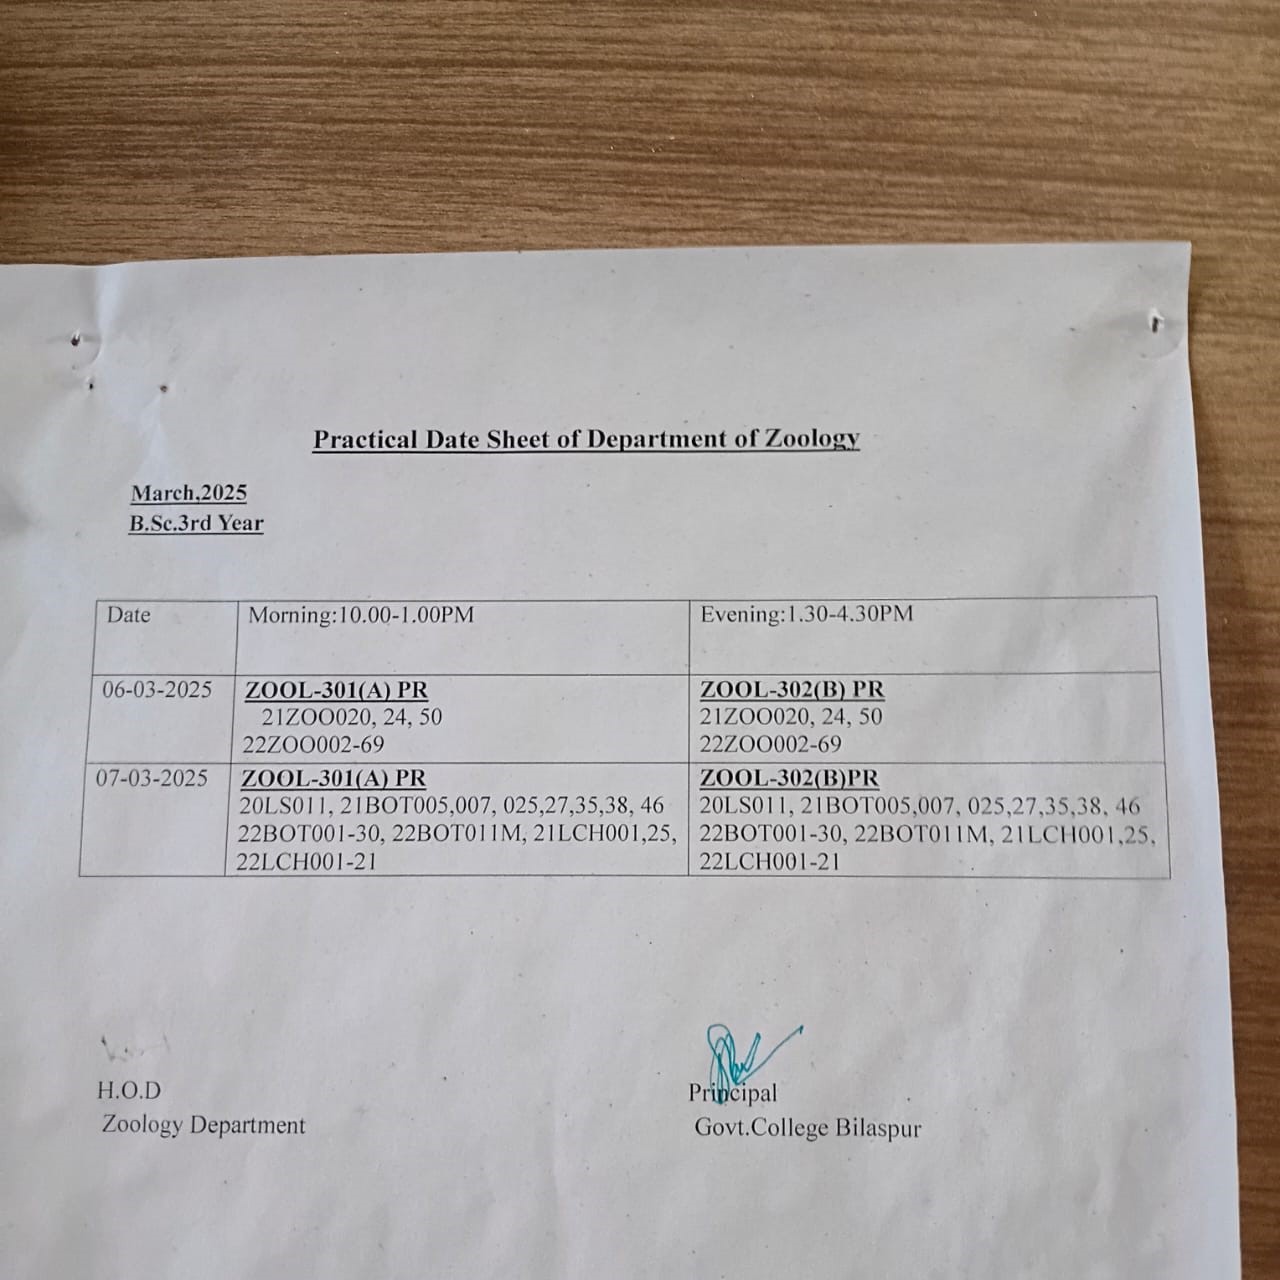 Practical Date Sheet of Department of Zoology
March,2025
B.Sc.3rd Year
Date Morning:10.00-1.00PM Evening:1.30-4.30PM
06-03-2025 ZOOL-301(A) PR ZOOL-302(B) PR
21ZOO020, 24, 50 21ZOO020, 24, 50
22ZOO002-69 22ZOO002-69
07-03-2025 ZOOL-301(A) PR ZOOL-302(B)PR
20LS011, 21BOT005,007, 025,27,35,38, 46 20LS011, 21BOT005,007, 025,27,35,38, 46
22BOT001-30, 22BOT011M, 21LCH001,25, 22BOT001-30, 22BOT011M, 21LCH001,25,
22LCH001-21 22LCH001-21
H.O.D Principal
Zoology Department Govt.College Bilaspur